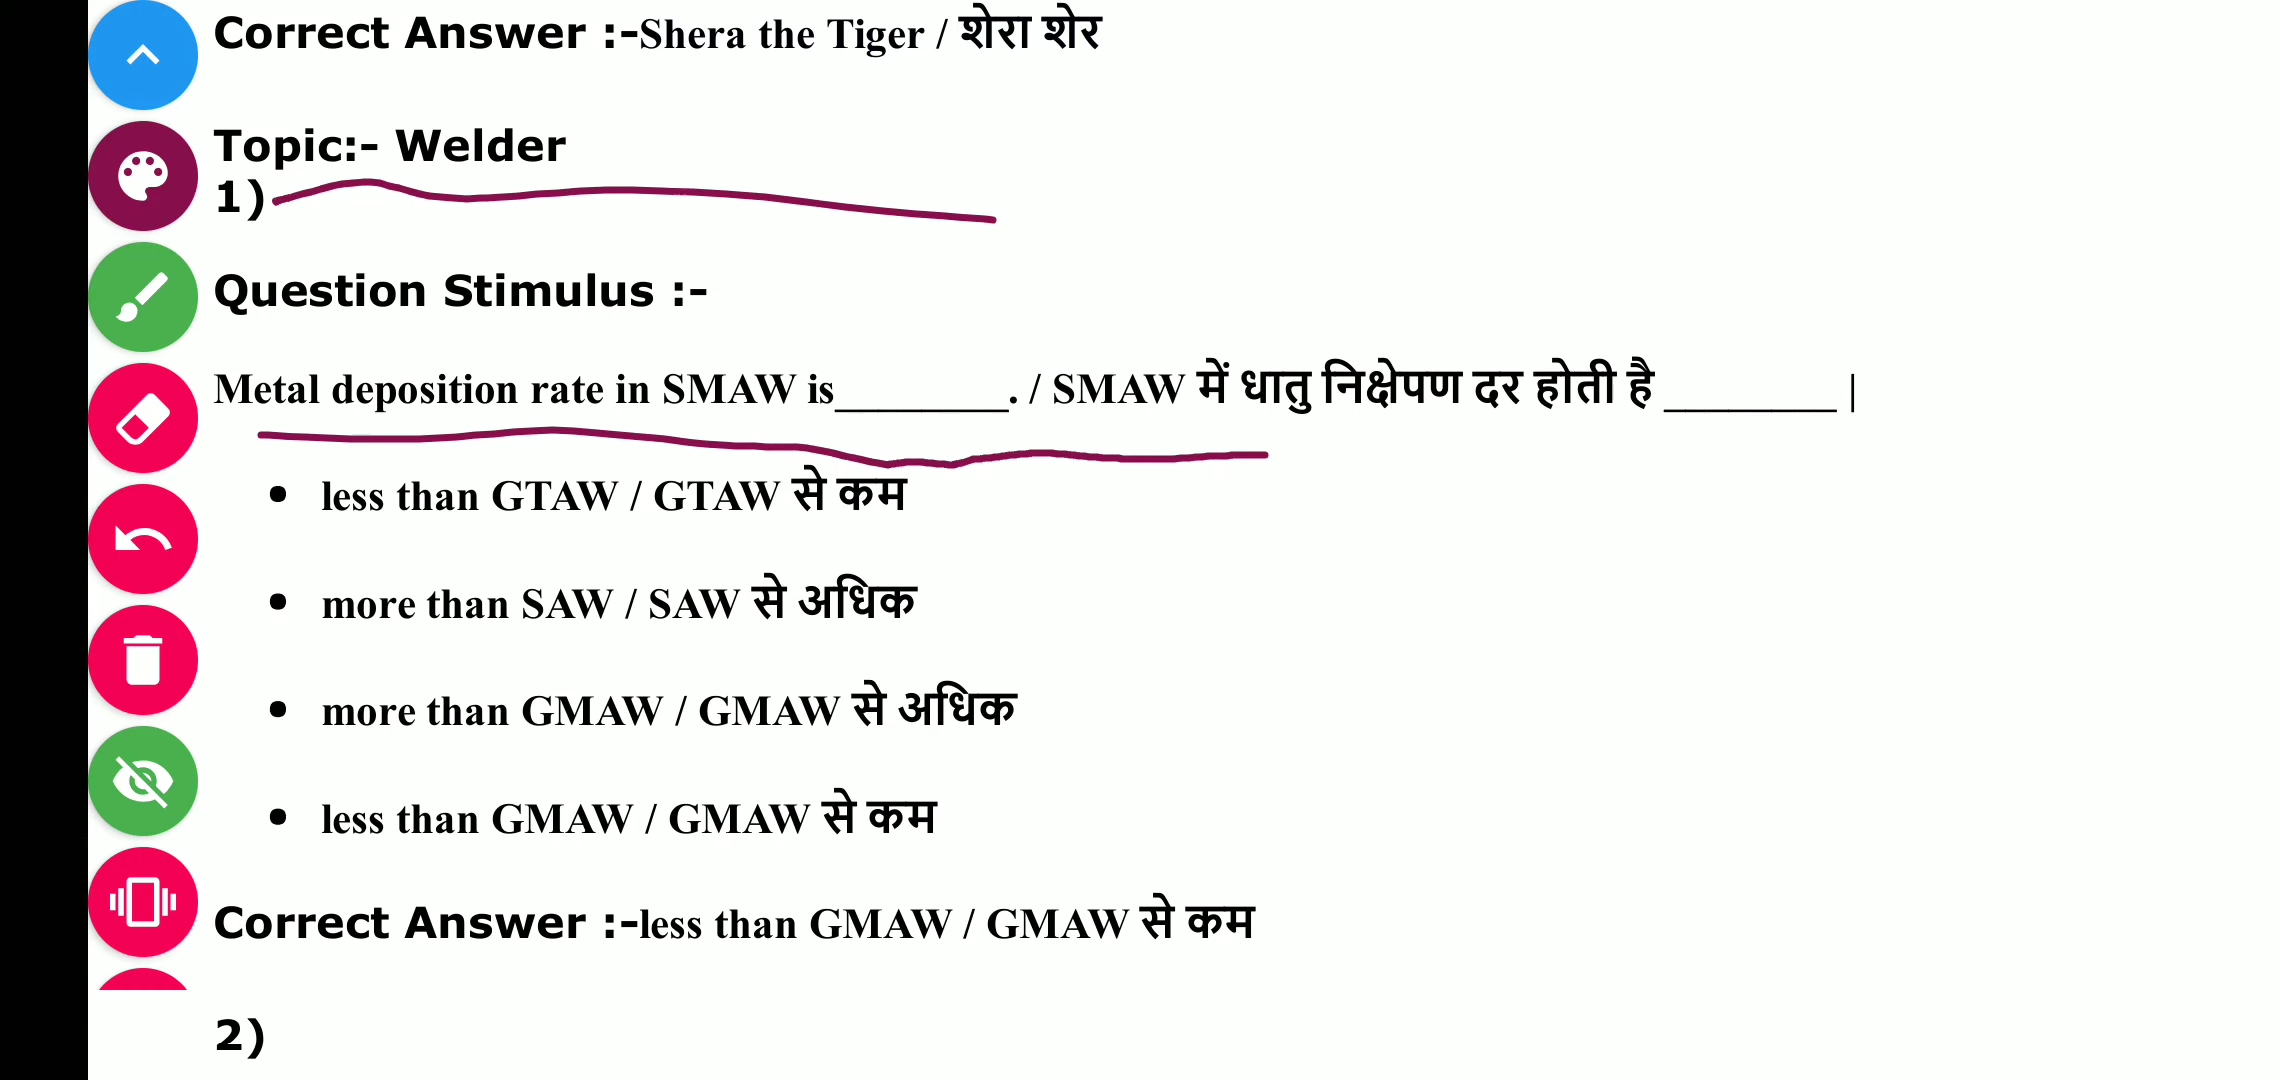 Correct Answer :-Shera the Tiger / शेरा शेर
Topic:- Welder
1)
Question Stimulus :-
Metal deposition rate in SMAW is________. / SMAW में धातु निक्षेपण दर होती है ________ |
• less than GTAW / GTAW से कम
• more than SAW / SAW से अधिक
• more than GMAW / GMAW से अधिक
• less than GMAW / GMAW से कम
Correct Answer :-less than GMAW / GMAW से कम
2)